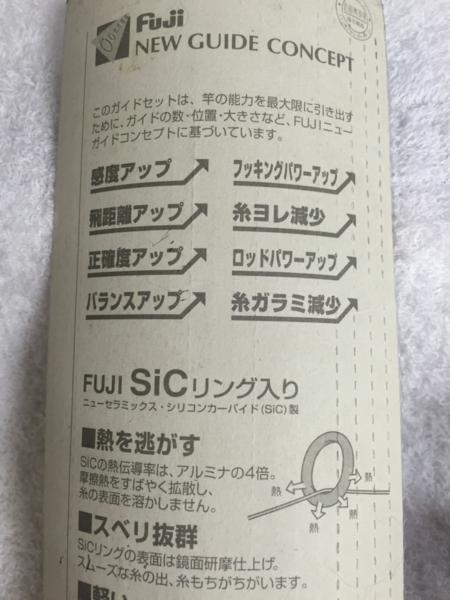 Fuji
NEW GUIDE CONCEPT
このガイドセットは、竿の能力を最大限に引き出す
ために、ガイドの数・位置・大きさなど、FUJIニュー
ガイドコンセプトに基づいています。
感度アップ
フッキングパワーアップ
飛距離アップ
糸ヨレ減少
正確度アップ
ロッドパワーアップ
バランスアップ
糸ガラミ減少
FUJI SiCリング入り
ニューセラミックス・シリコンカーバイド(SiC)製
■熱を逃がす
SiCの熱伝導率は、アルミナの4倍。
摩擦熱をすばやく拡散し、
糸の表面を溶かしません。
熱
熱
熱
熱
■スベリ抜群
SiCリングの表面は鏡面研摩仕上げ。
スムーズな糸の出、糸もちがちがいます。
■軽い